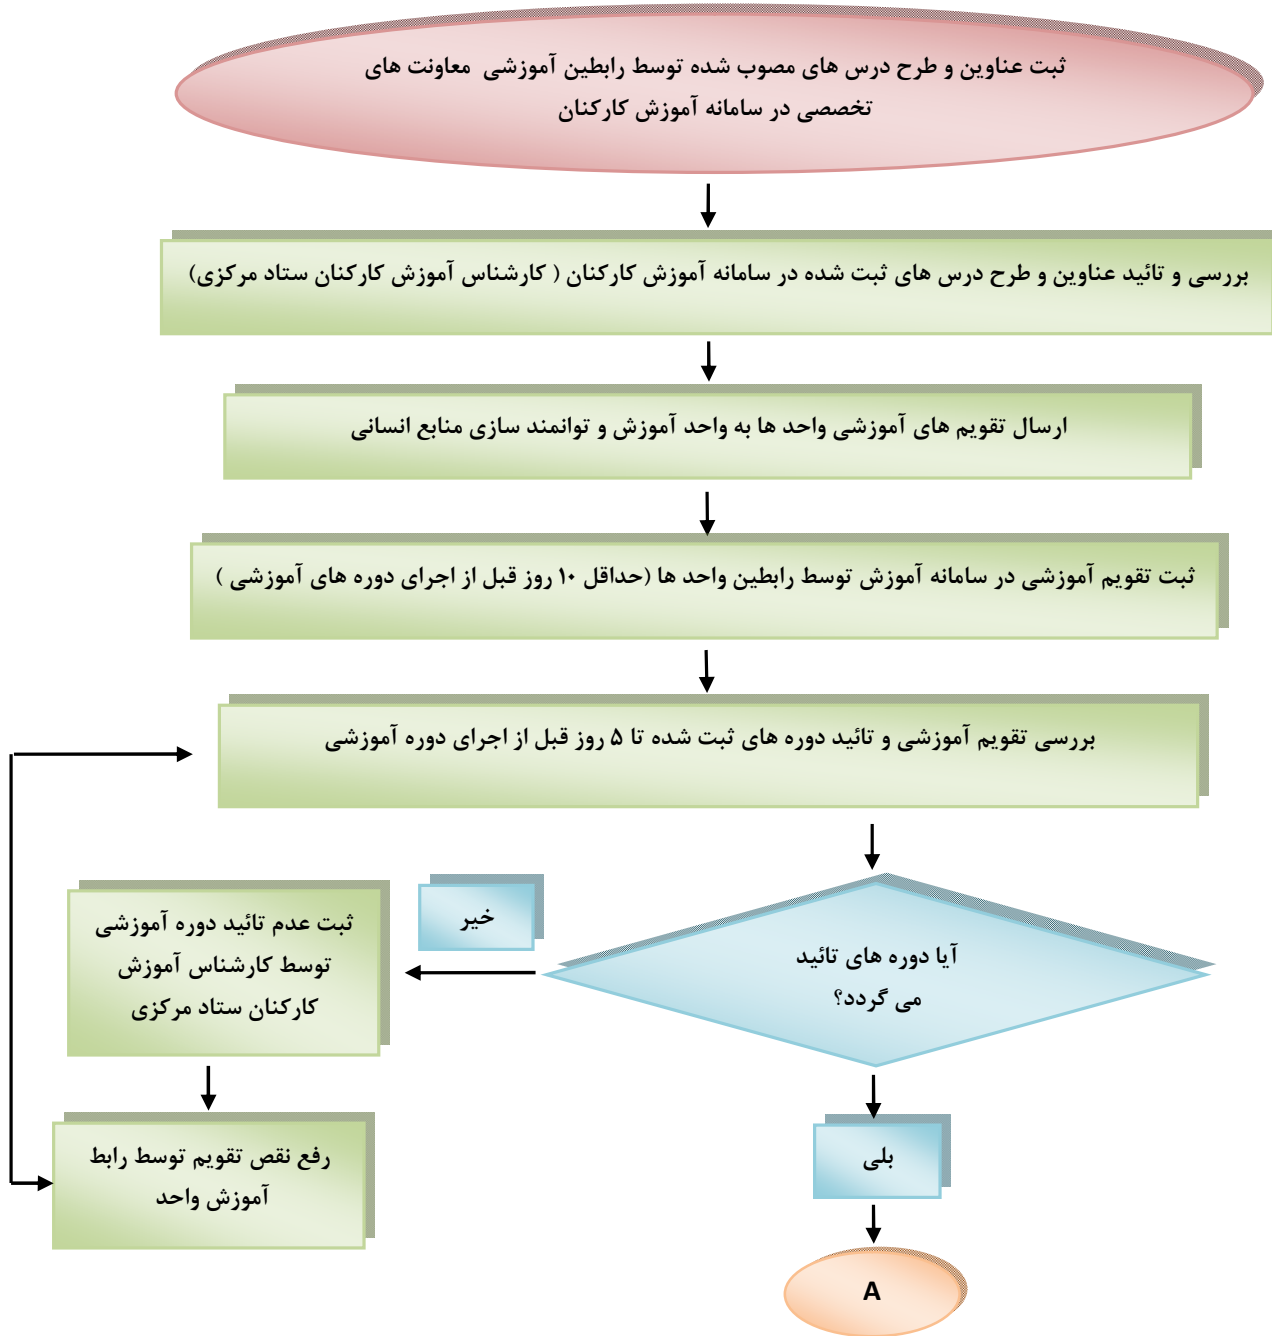 ثبت عناوین و طرح درس های مصوب شده توسط رابطین آموزشی معاونت های
تخصصی در سامانه آموزش کارکنان
بررسی و تائید عناوین و طرح درس های ثبت شده در سامانه آموزش کارکنان ( کارشناس آموزش کارکنان ستاد مرکزی)
ارسال تقویم های آموزشی واحد ها به واحد آموزش و توانمند سازی منابع انسانی
ثبت تقویم آموزشی در سامانه آموزش توسط رابطین واحد ها (حداقل ۱۰ روز قبل از اجرای دوره های آموزشی )
بررسی تقویم آموزشی و تائید دوره های ثبت شده تا ۵ روز قبل از اجرای دوره آموزشی
آیا دوره های تائید
می گردد؟
خیر
ثبت عدم تائید دوره آموزشی
توسط کارشناس آموزش
کارکنان ستاد مرکزی
رفع نقص تقویم توسط رابط
آموزش واحد
بلی
A